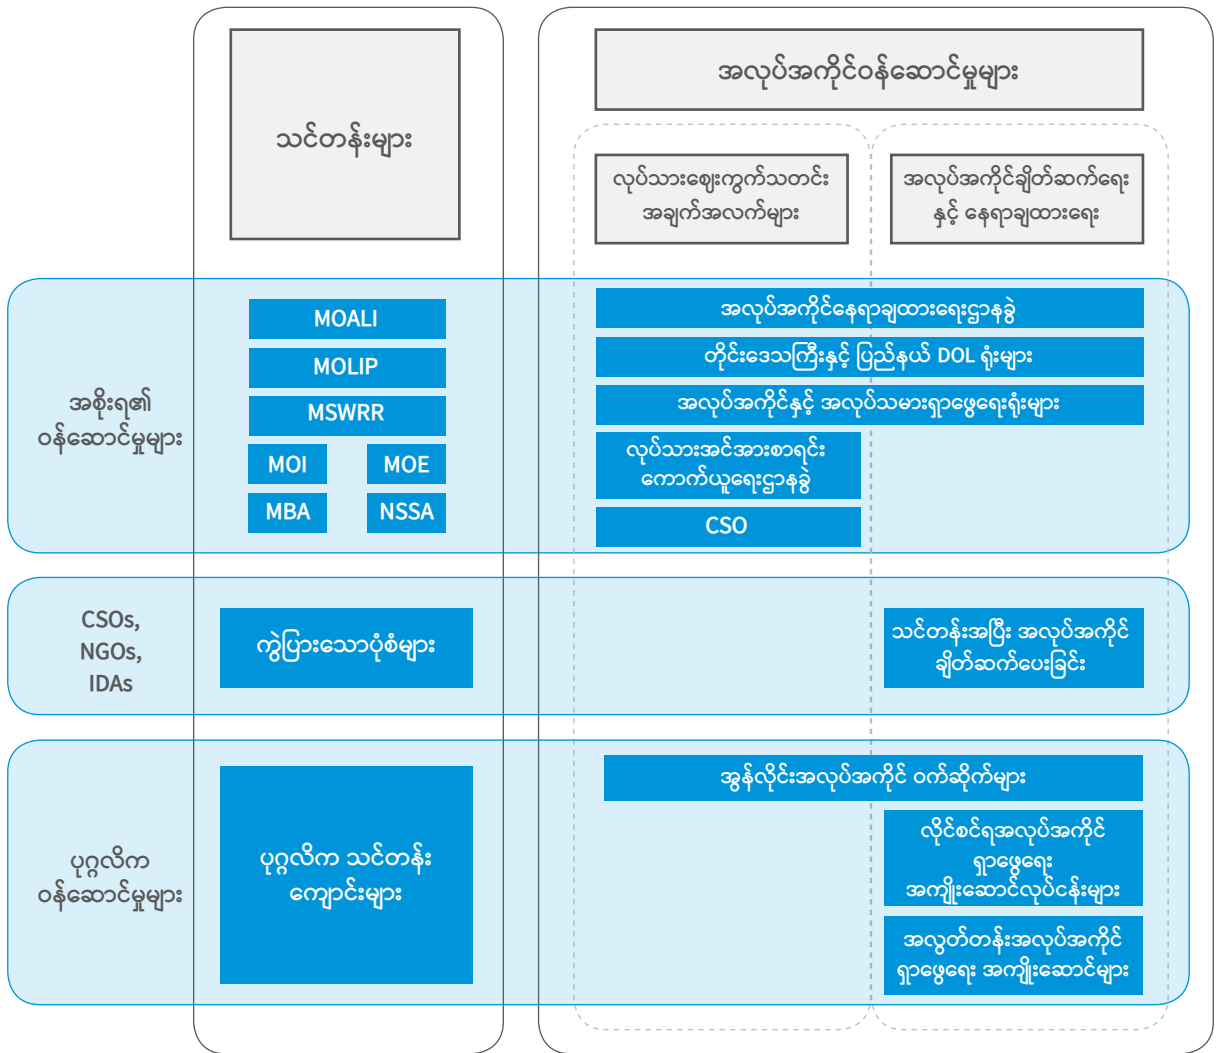 သင်တန်းများ
အလုပ်အကိုင်ဝန်ဆောင်မှုများ
လုပ်သားဈေးကွက်သတင်း
အချက်အလက်များ
အလုပ်အကိုင်ချိတ်ဆက်ရေး
နှင့် နေရာချထားရေး
အစိုးရ၏
ဝန်ဆောင်မှုများ
MOALI
MOLIP
MSWRR
MOI
MOE
MBA
NSSA
အလုပ်အကိုင်နေရာချထားရေးဌာနခွဲ
တိုင်းဒေသကြီးနှင့် ပြည်နယ် DOL ရုံးများ
အလုပ်အကိုင်နှင့် အလုပ်သမားရှာဖွေရေးရုံးများ
လုပ်သားအင်အားစာရင်း
ကောက်ယူရေးဌာနခွဲ
CSO
CSOs,
NGOs,
IDAs
ကွဲပြားသောပုံစံများ
သင်တန်းအပြီး အလုပ်အကိုင်
ချိတ်ဆက်ပေးခြင်း
ပုဂ္ဂလိက
ဝန်ဆောင်မှုများ
ပုဂ္ဂလိက သင်တန်း
ကျောင်းများ
အွန်လိုင်းအလုပ်အကိုင် ဝက်ဆိုက်များ
လိုင်စင်ရအလုပ်အကိုင်
ရှာဖွေရေး
အကျိုးဆောင်လုပ်ငန်းများ
အလွတ်တန်းအလုပ်အကိုင်
ရှာဖွေရေး အကျိုးဆောင်များ